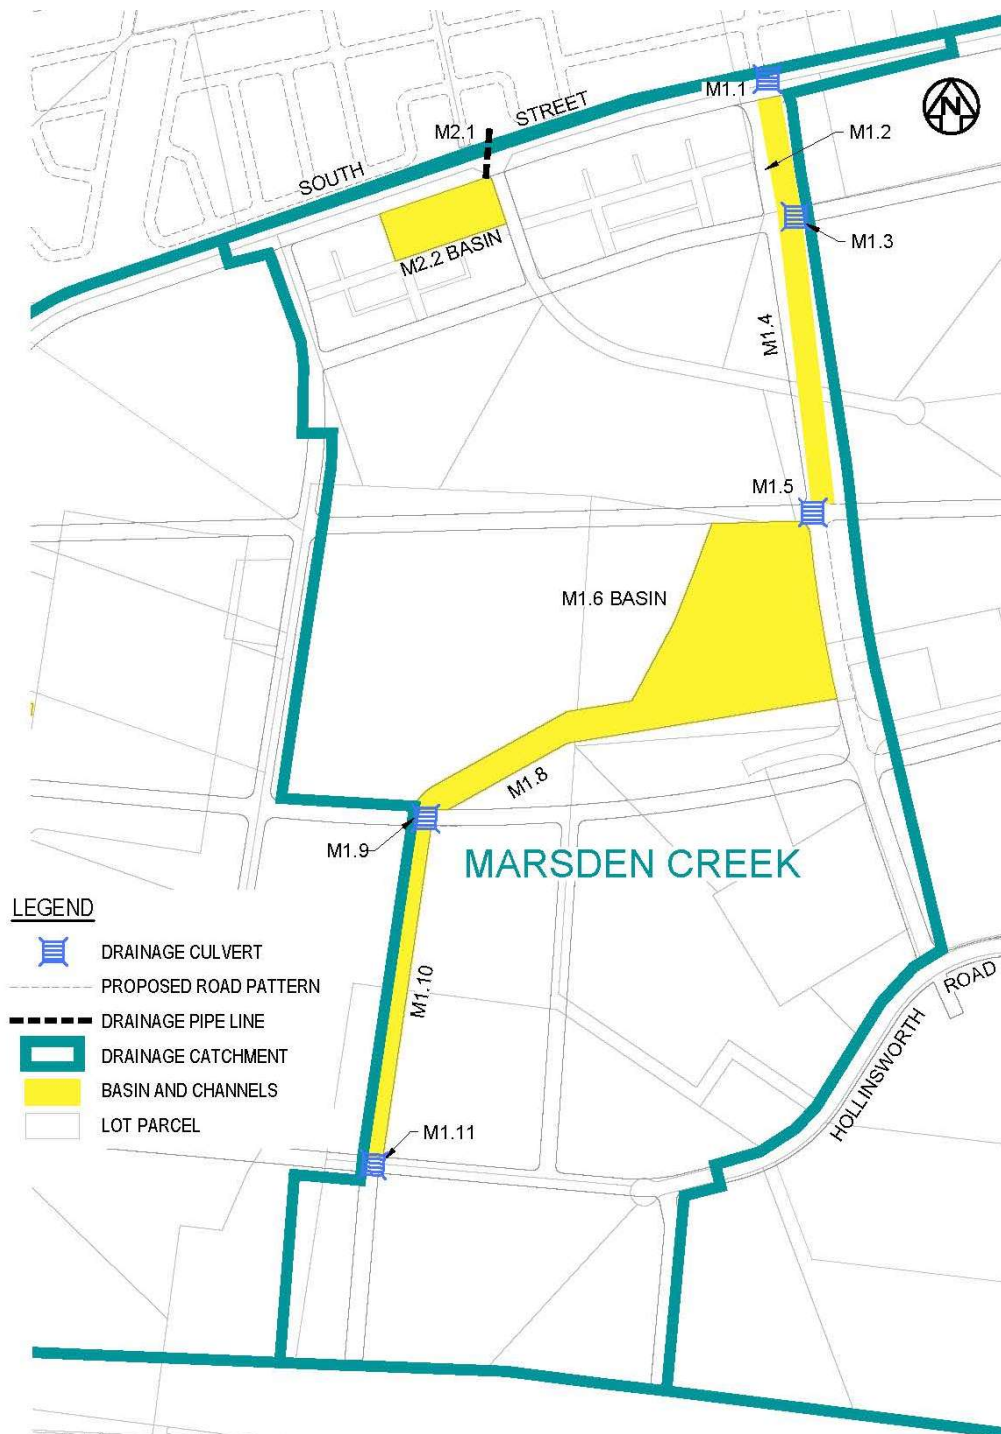 M1.1
N
STREET
M2.1
M1.2
SOUTH
M1.3
M2.2 BASIN
M1.4
M1.5
M1.6 BASIN
M1.8
M1.9
MARSDEN CREEK
LEGEND
DRAINAGE CULVERT
PROPOSED ROAD PATTERN
DRAINAGE PIPE LINE
DRAINAGE CATCHMENT
BASIN AND CHANNELS
LOT PARCEL
M1.10
HOLLINSWORTH ROAD
M1.11